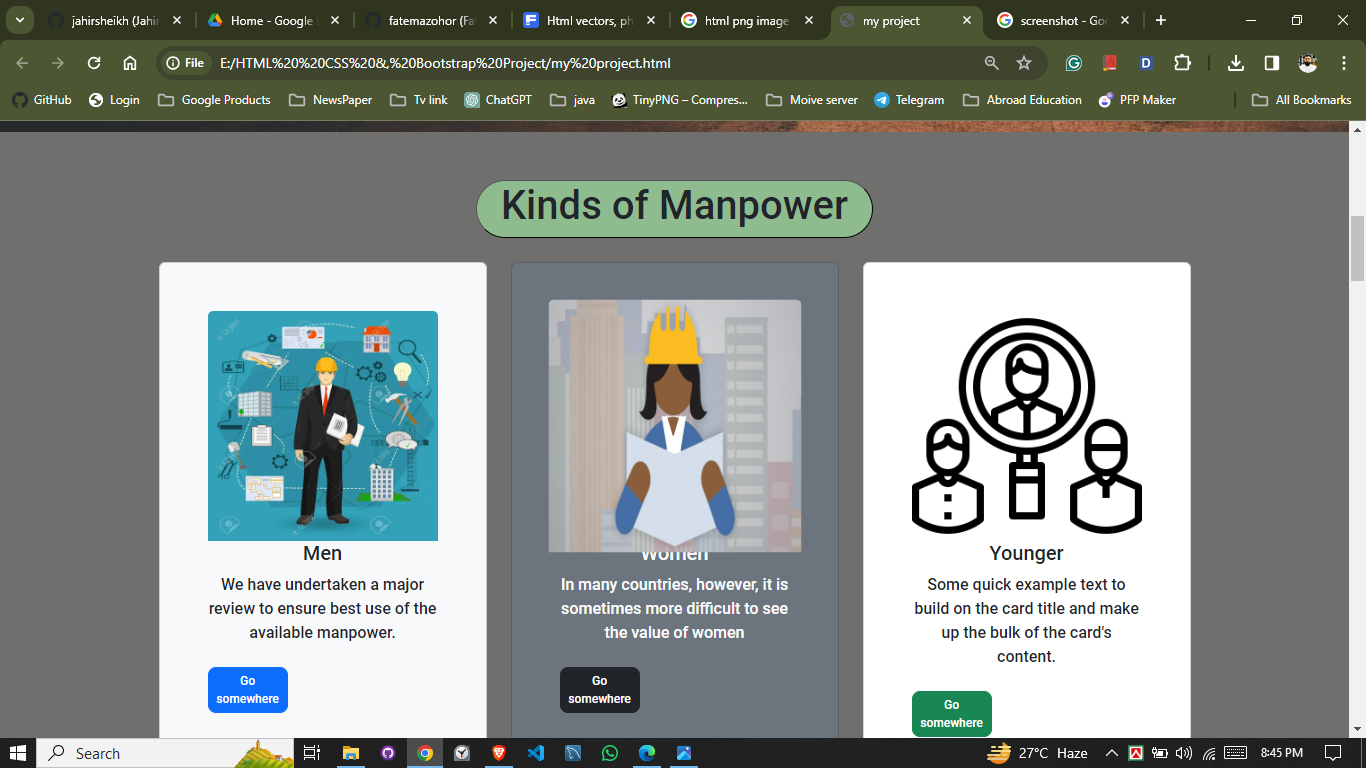 jahirsheikh (Jahir
Home - Google
fatemazohor (Fat
Html vectors, ph
html png image
my project
screenshot - Goo
File
E:/HTML%20%20CSS%20&,%20Bootstrap%20Project/my%20project.html
GitHub
Login
Google Products
NewsPaper
Tv link
ChatGPT
java
TinyPNG – Compres...
Moive server
Telegram
Abroad Education
PFP Maker
All Bookmarks
Kinds of Manpower
Men
We have undertaken a major
review to ensure best use of the
available manpower.
Go
somewhere
Women
In many countries, however, it is
sometimes more difficult to see
the value of women
Go
somewhere
Younger
Some quick example text to
build on the card title and make
up the bulk of the card's
content.
Go
somewhere
Search
27°C Haze
8:45 PM